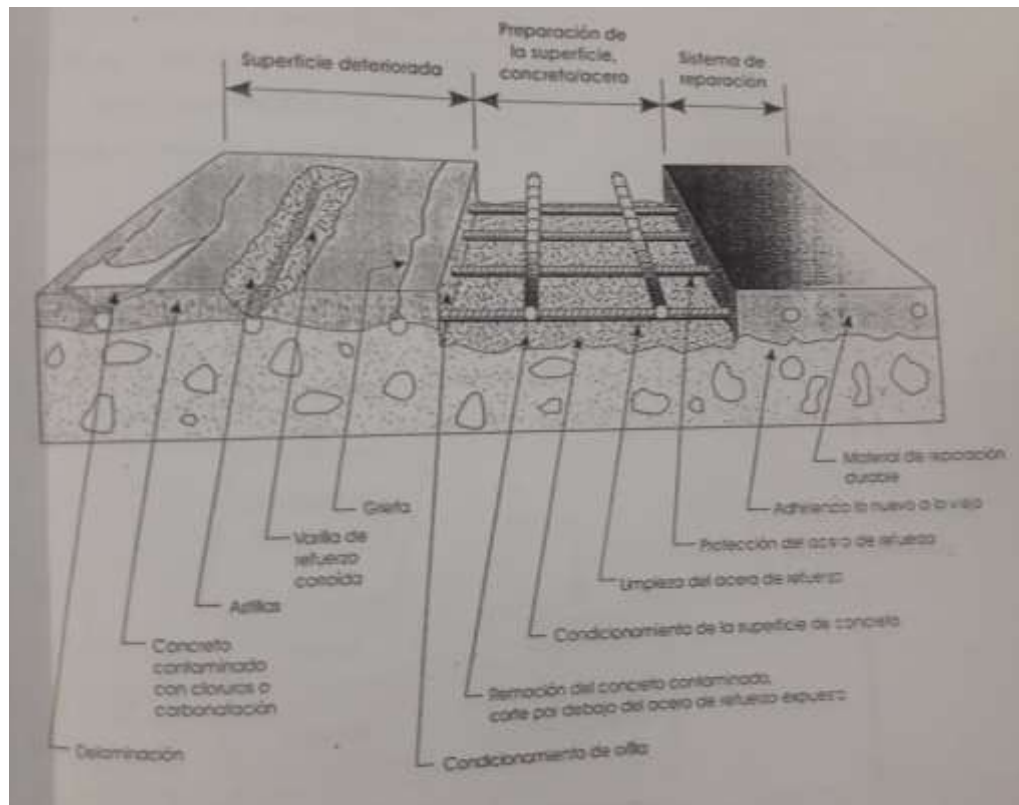 Superficie deteriorada
Preparación de
la superficie,
concreto/acero
Sistema de
reparación
Material de reparación
durable
Adhiriendo lo nuevo a lo viejo
Protección del acero de refuerzo
Limpieza del acero de refuerzo
Condicionamiento de la superficie de concreto
Remoción del concreto contaminado,
corte por debajo del acero de refuerzo expuesto
Condicionamiento de orilla
Grieta
Varilla de
refuerzo
corroída
Astillas
Concreto
contaminado
con cloruros o
carbonatación
Delaminación